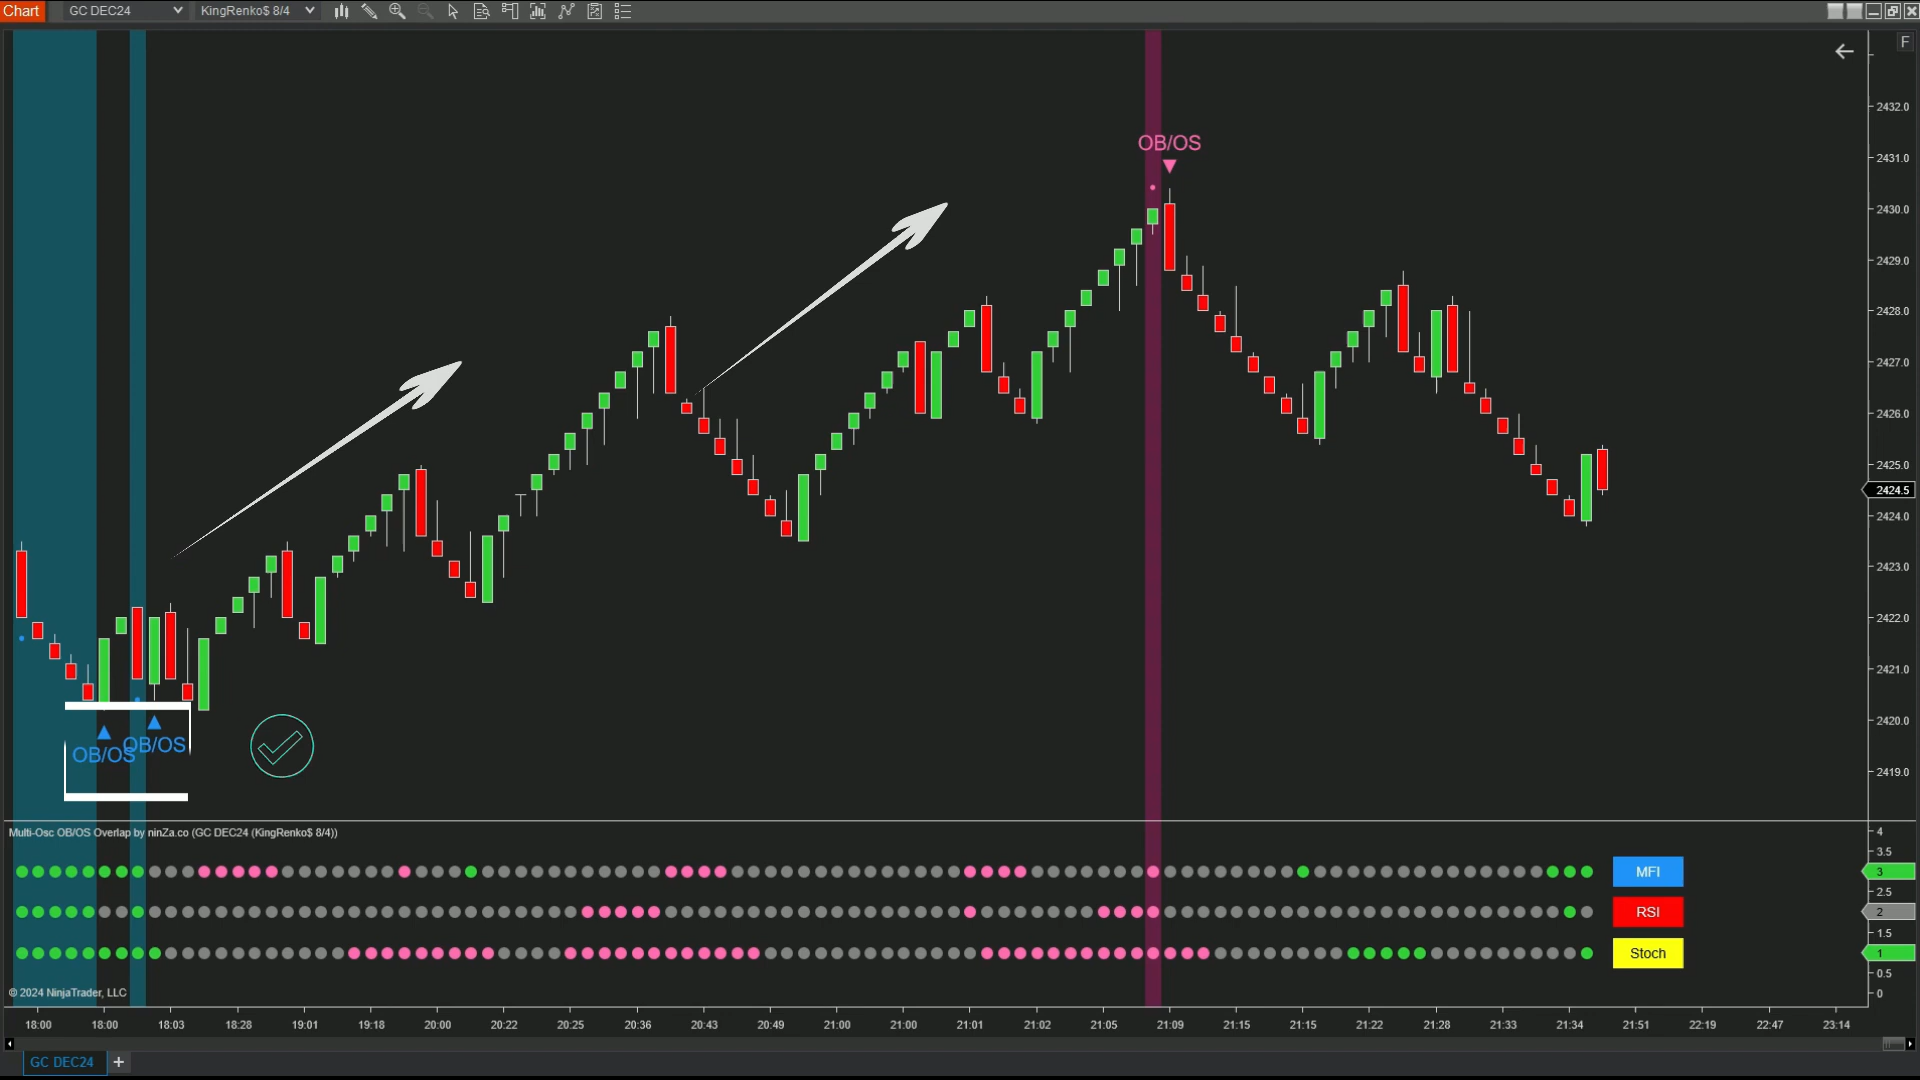 Chart GC DEC24 KingRenko$ 8/4
F
2432.0
OB/OS
2431.0
2430.0
2429.0
2428.0
2427.0
2426.0
2425.0
2424.5
2424.0
2423.0
2422.0
2421.0
2420.0
OB/OS OB/OS
2419.0
Multi-Osc OB/OS Overlap by ninZa.co (GC DEC24 (KingRenko$ 8/4))
4
3.5
MFI 3
2.5
RSI 2
1.5
Stoch 1
0.5
© 2024 NinjaTrader, LLC
0
18:00 18:00 18:03 18:28 19:01 19:18 20:00 20:22 20:25 20:36 20:43 20:49 21:00 21:00 21:01 21:02 21:05 21:09 21:15 21:15 21:22 21:28 21:33 21:34 21:51 22:19 22:47 23:14
GC DEC24 +